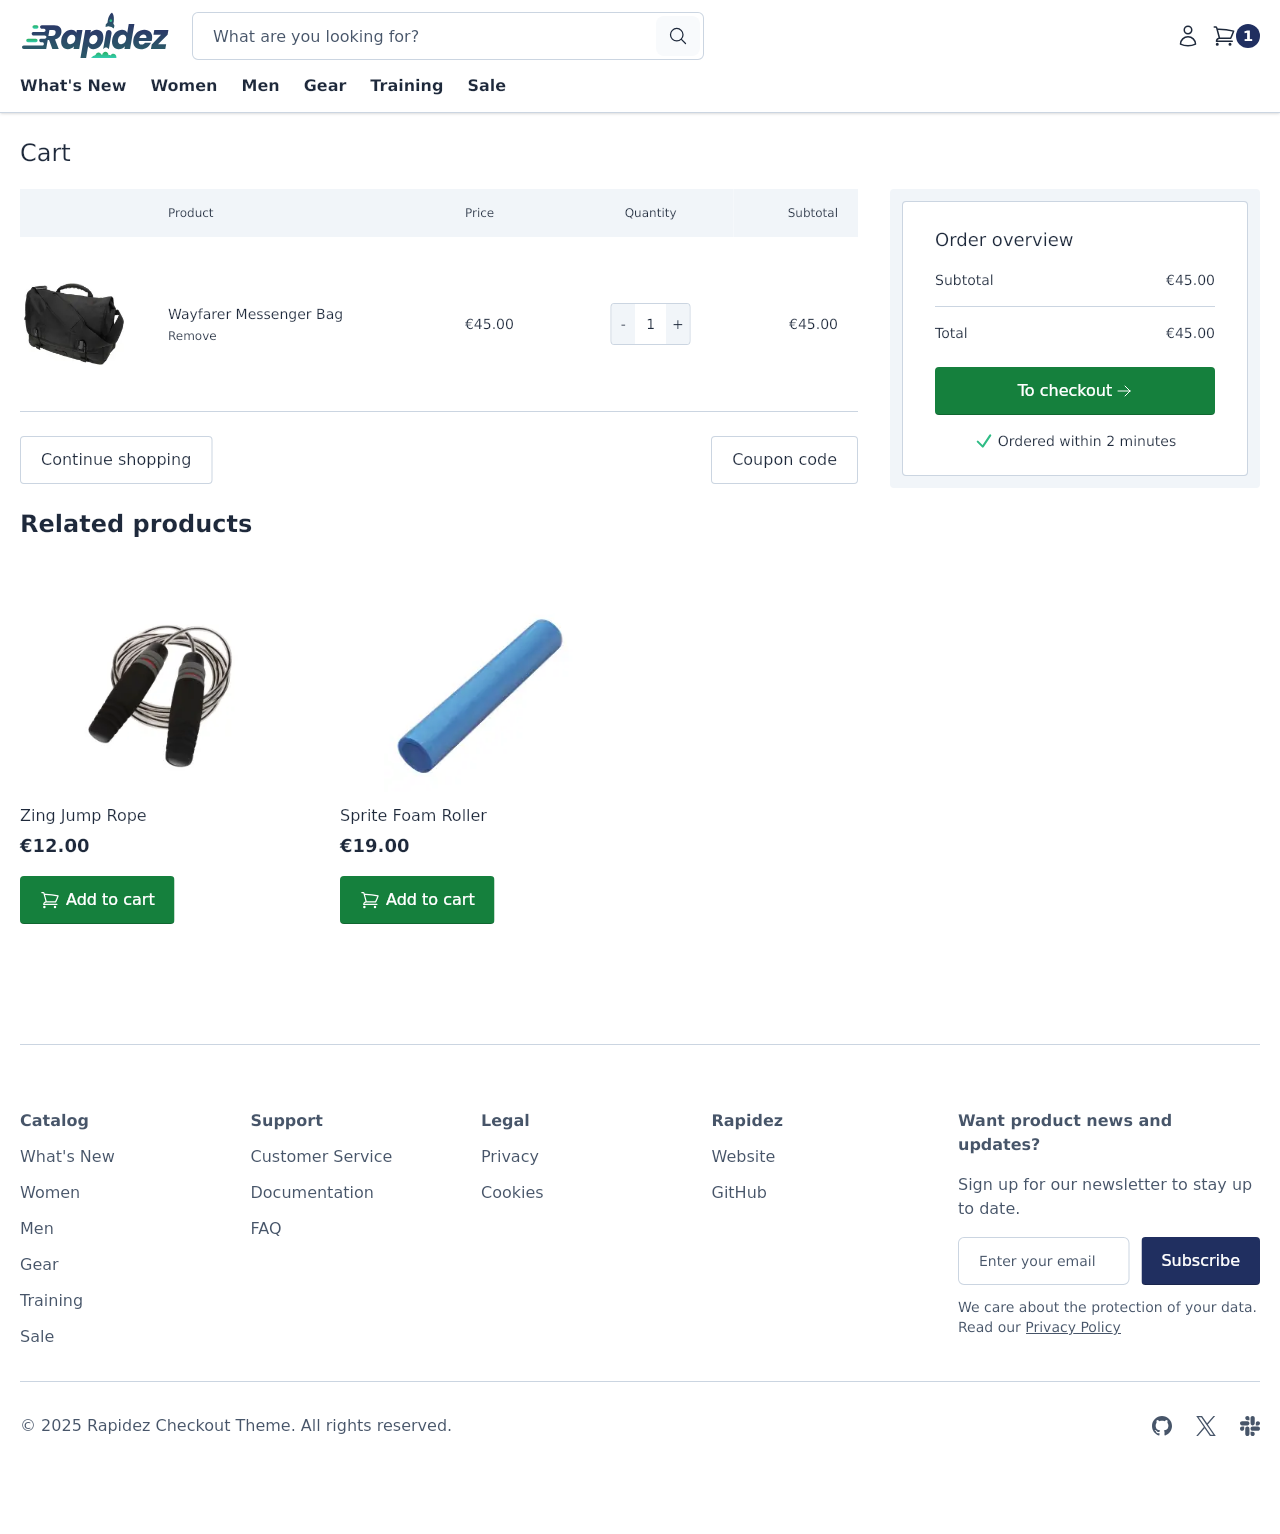 Rapidez
What are you looking for?
1
What's New Women Men Gear Training Sale
Cart
Product Price Quantity Subtotal
Wayfarer Messenger Bag
Remove
€45.00
- 1 +
€45.00
Continue shopping
Coupon code
Order overview
Subtotal €45.00
Total €45.00
To checkout
Ordered within 2 minutes
Related products
Zing Jump Rope
€12.00
Add to cart
Sprite Foam Roller
€19.00
Add to cart
Catalog
What's New
Women
Men
Gear
Training
Sale
Support
Customer Service
Documentation
FAQ
Legal
Privacy
Cookies
Rapidez
Website
GitHub
Want product news and
updates?
Sign up for our newsletter to stay up
to date.
Enter your email
Subscribe
We care about the protection of your data.
Read our Privacy Policy
© 2025 Rapidez Checkout Theme. All rights reserved.